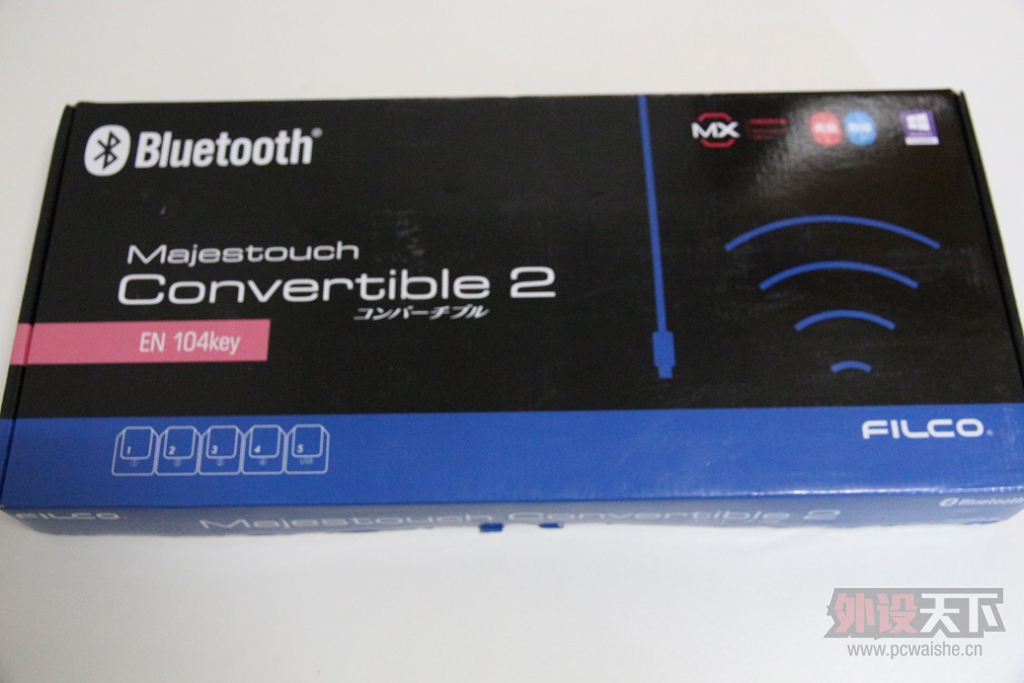 Bluetooth®
MX
Majestouch
Convertible 2
コンバーチブル
EN 104key
1 2 3 4 5
USB
FILCO®
FILCO Majestouch Convertible 2 Bluetooth
外设天下
www.pcwaishe.cn